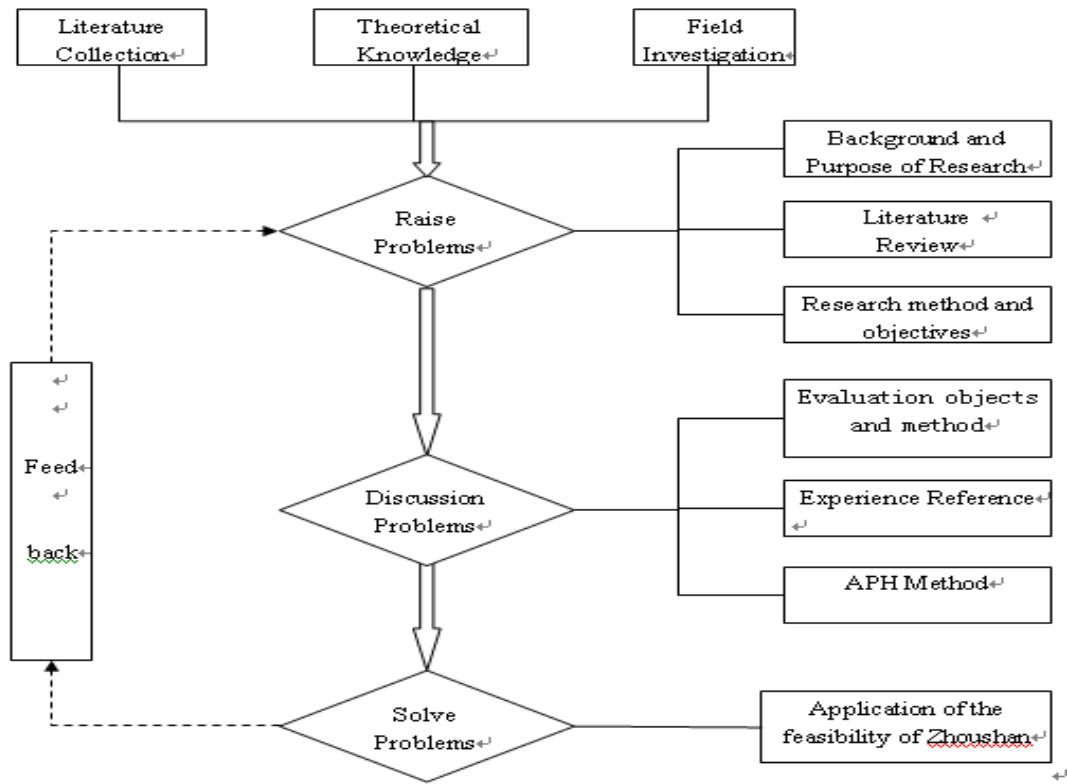 Literature
Collection
Theoretical
Knowledge
Field
Investigation
Raise
Problems
Background and
Purpose of Research
Literature
Review
Research method and
objectives
Feed
back
Discussion
Problems
Evaluation objects
and method
Experience Reference
APH Method
Solve
Problems
Application of the
feasibility of Zhoushan